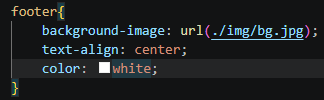 footer{
    background-image: url(./img/bg.jpg);
    text-align: center;
    color: white;
}